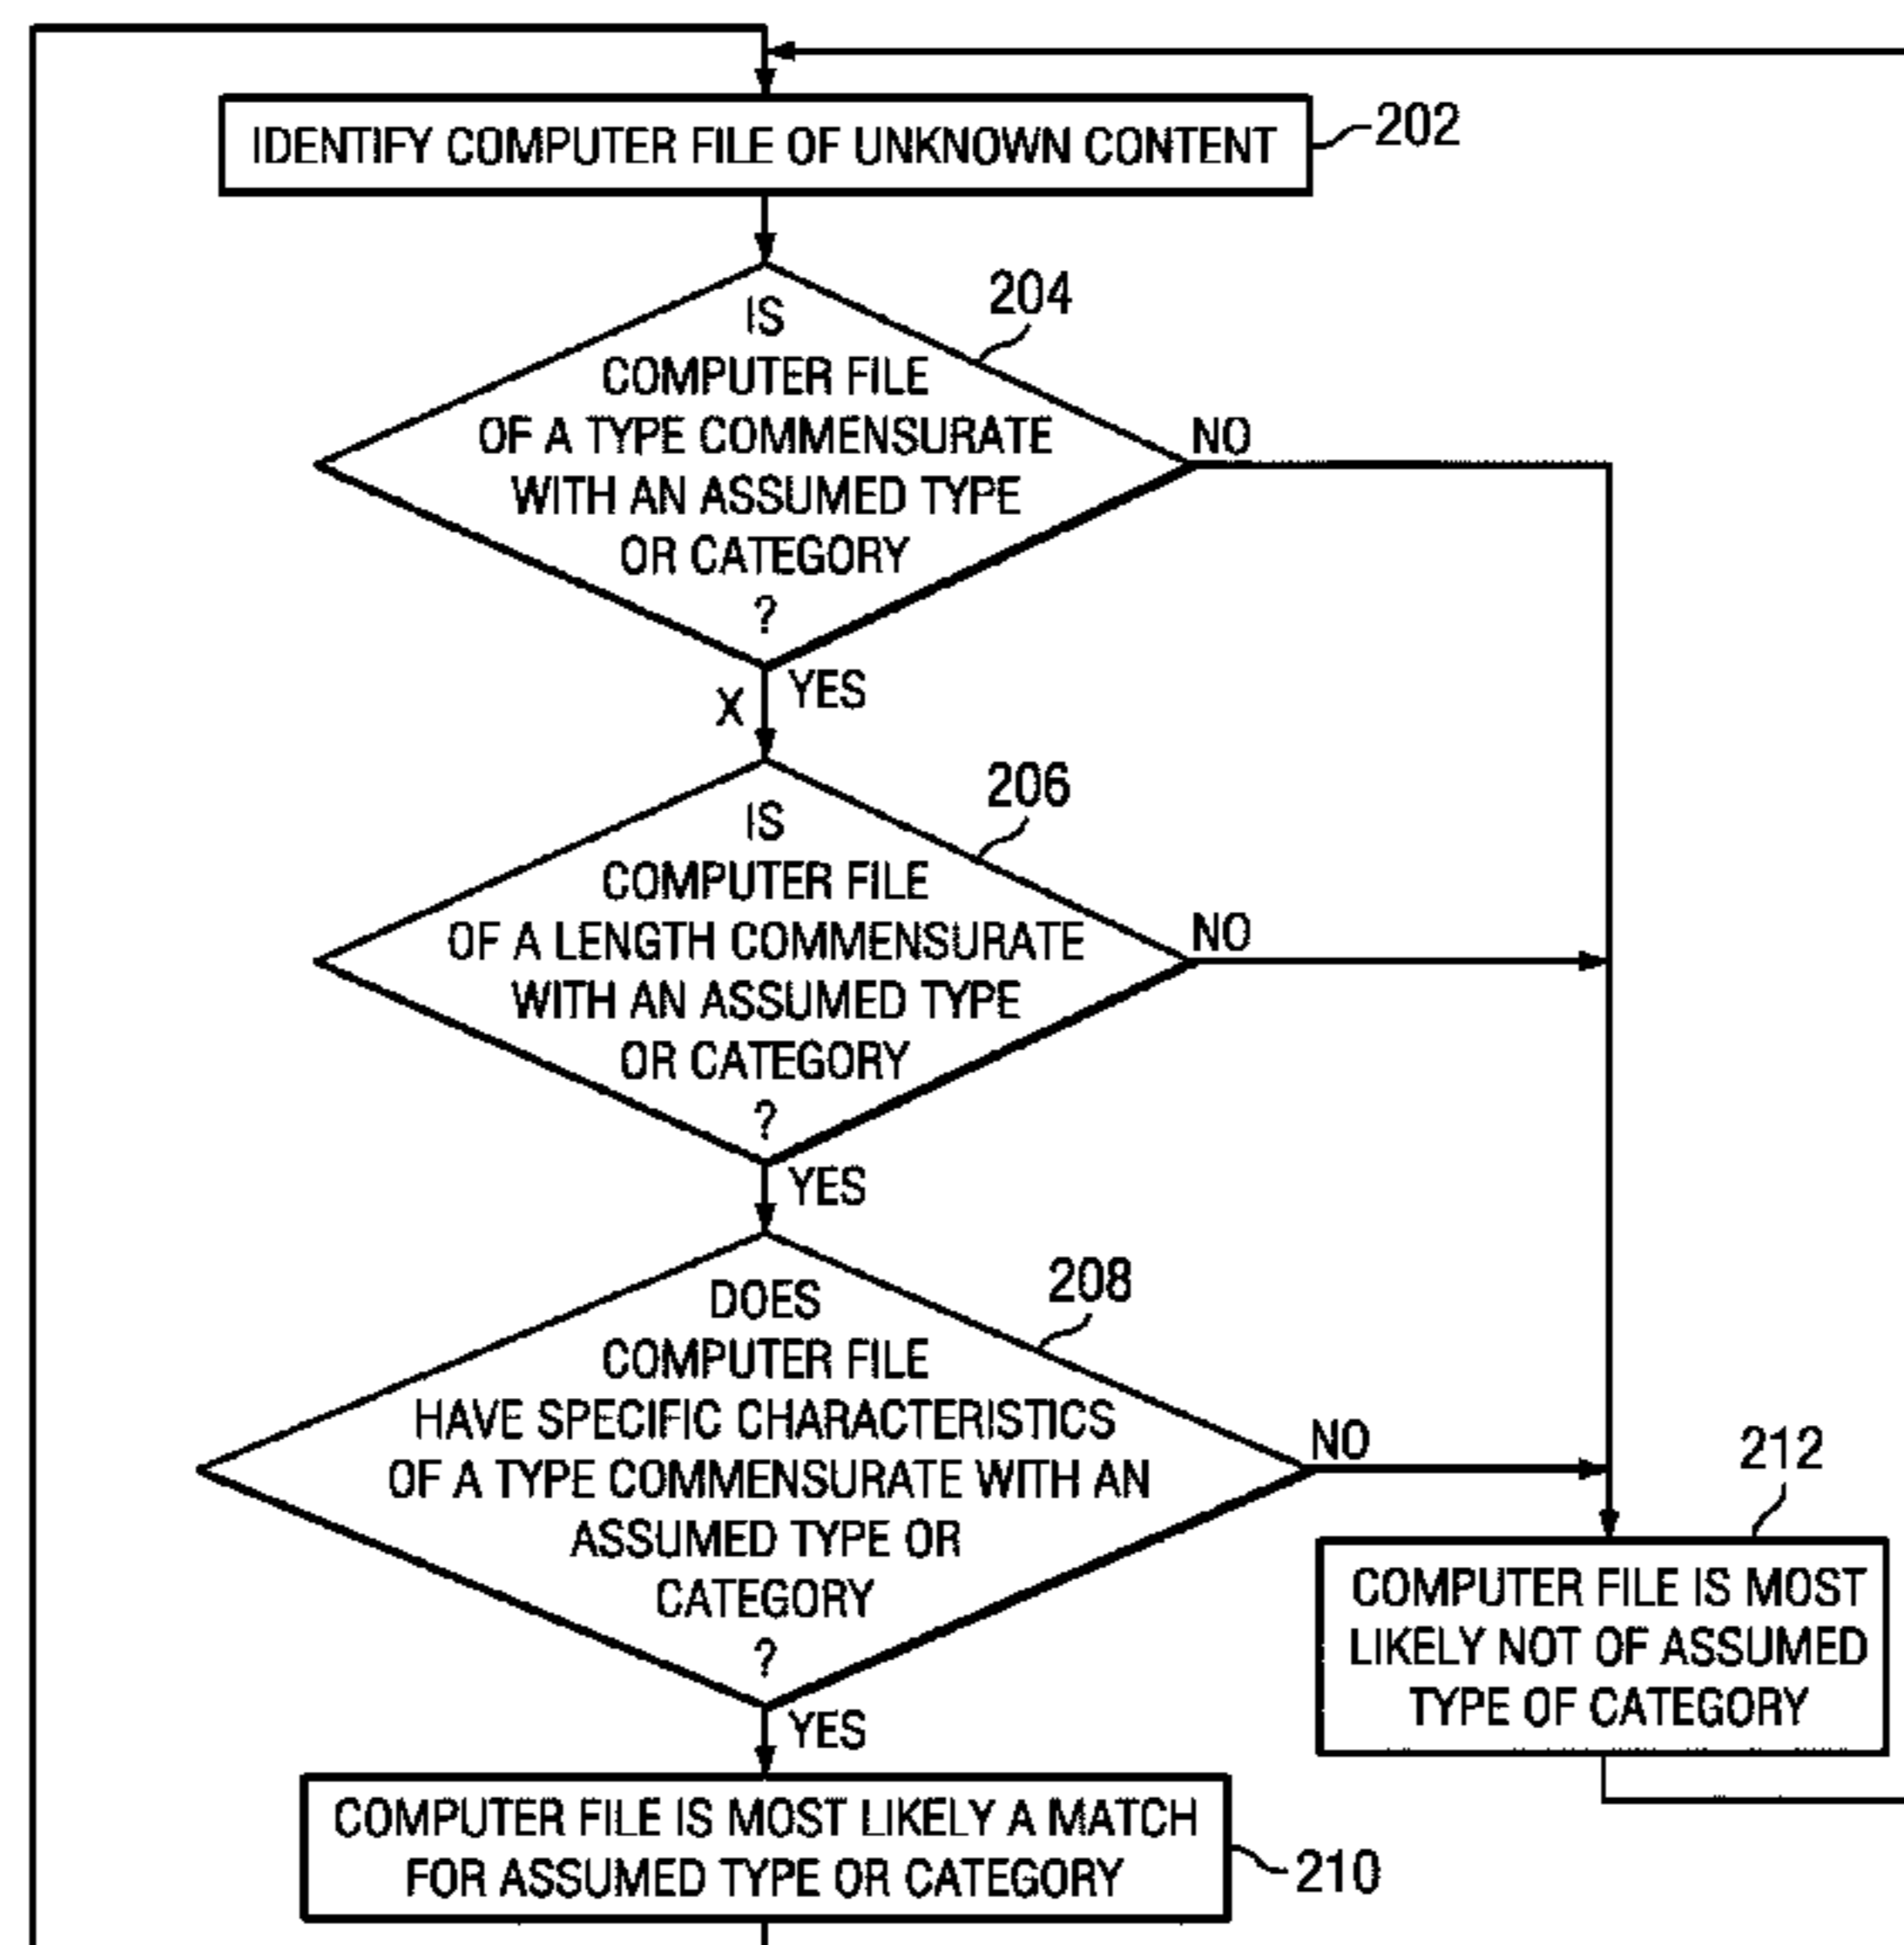 IDENTIFY COMPUTER FILE OF UNKNOWN CONTENT
202
204
IS
COMPUTER FILE
OF A TYPE COMMENSURATE
WITH AN ASSUMED TYPE
OR CATEGORY
?
NO
YES
X
206
IS
COMPUTER FILE
OF A LENGTH COMMENSURATE
WITH AN ASSUMED TYPE
OR CATEGORY
?
NO
YES
208
DOES
COMPUTER FILE
HAVE SPECIFIC CHARACTERISTICS
OF A TYPE COMMENSURATE WITH AN
ASSUMED TYPE OR
CATEGORY
?
NO
YES
212
COMPUTER FILE IS MOST
LIKELY NOT OF ASSUMED
TYPE OF CATEGORY
COMPUTER FILE IS MOST LIKELY A MATCH
FOR ASSUMED TYPE OR CATEGORY
210